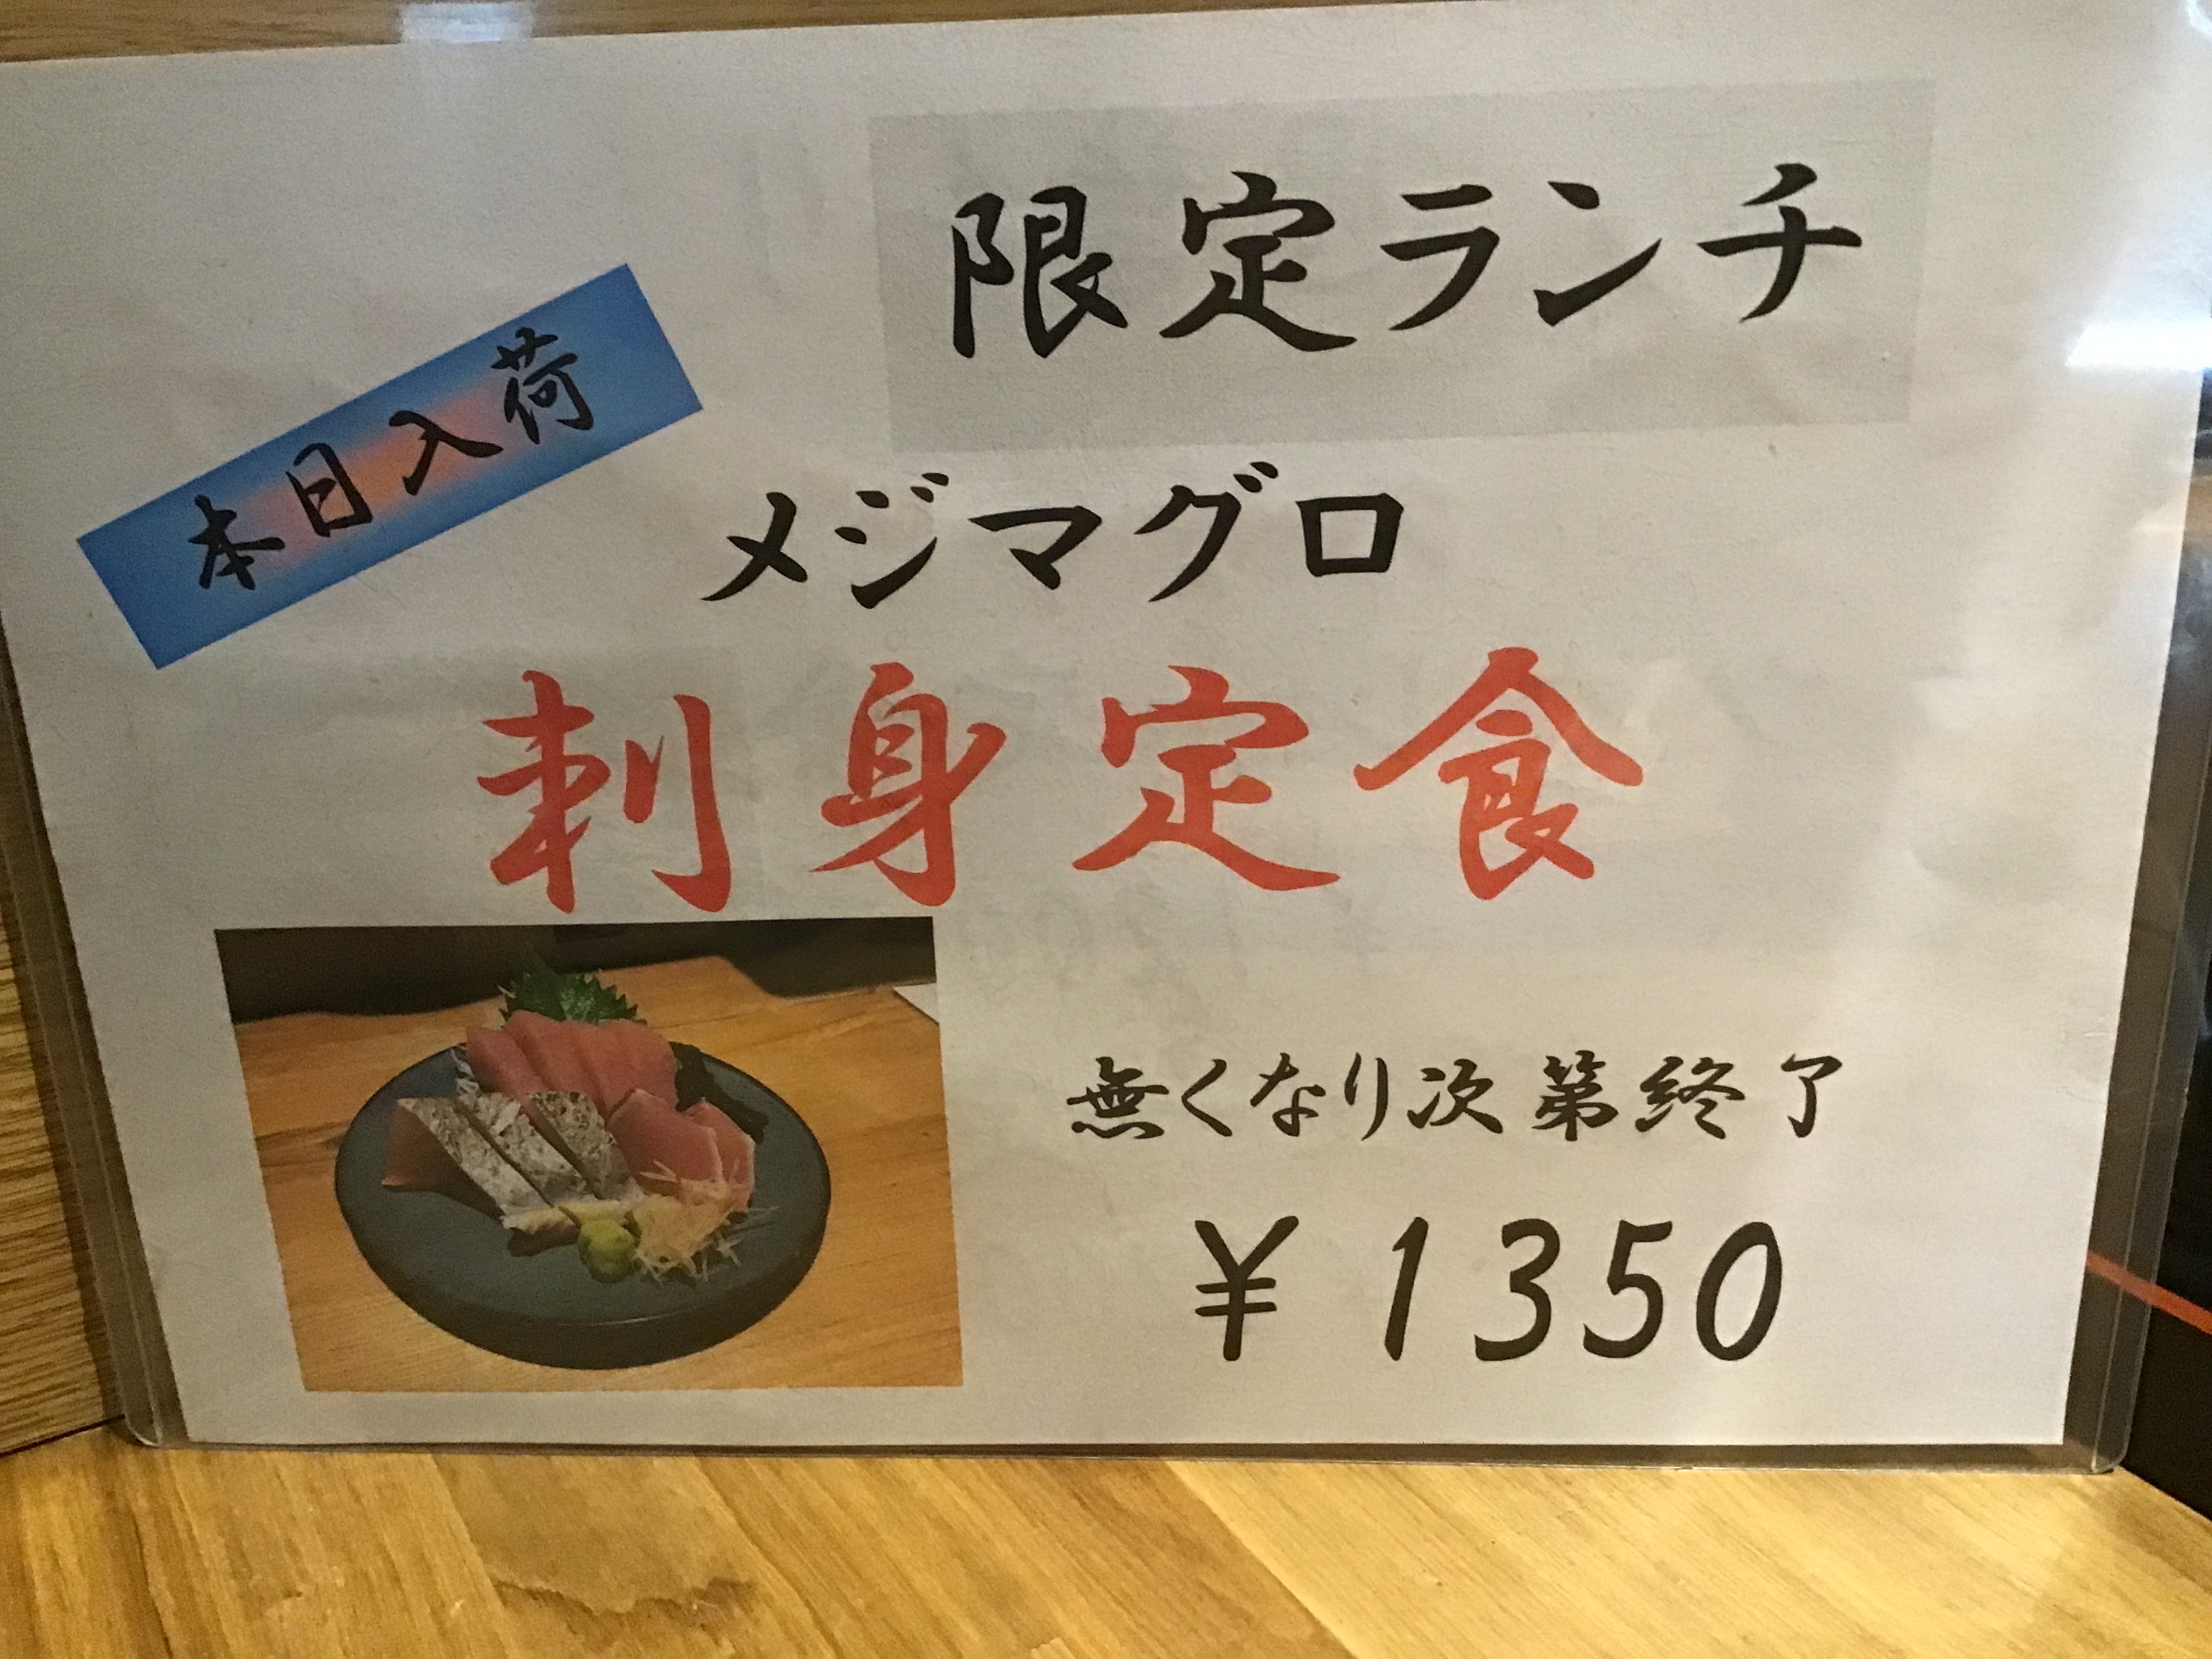 限定ランチ
本日入荷
メジマグロ
刺身定食
無くなり次第終了
￥1350